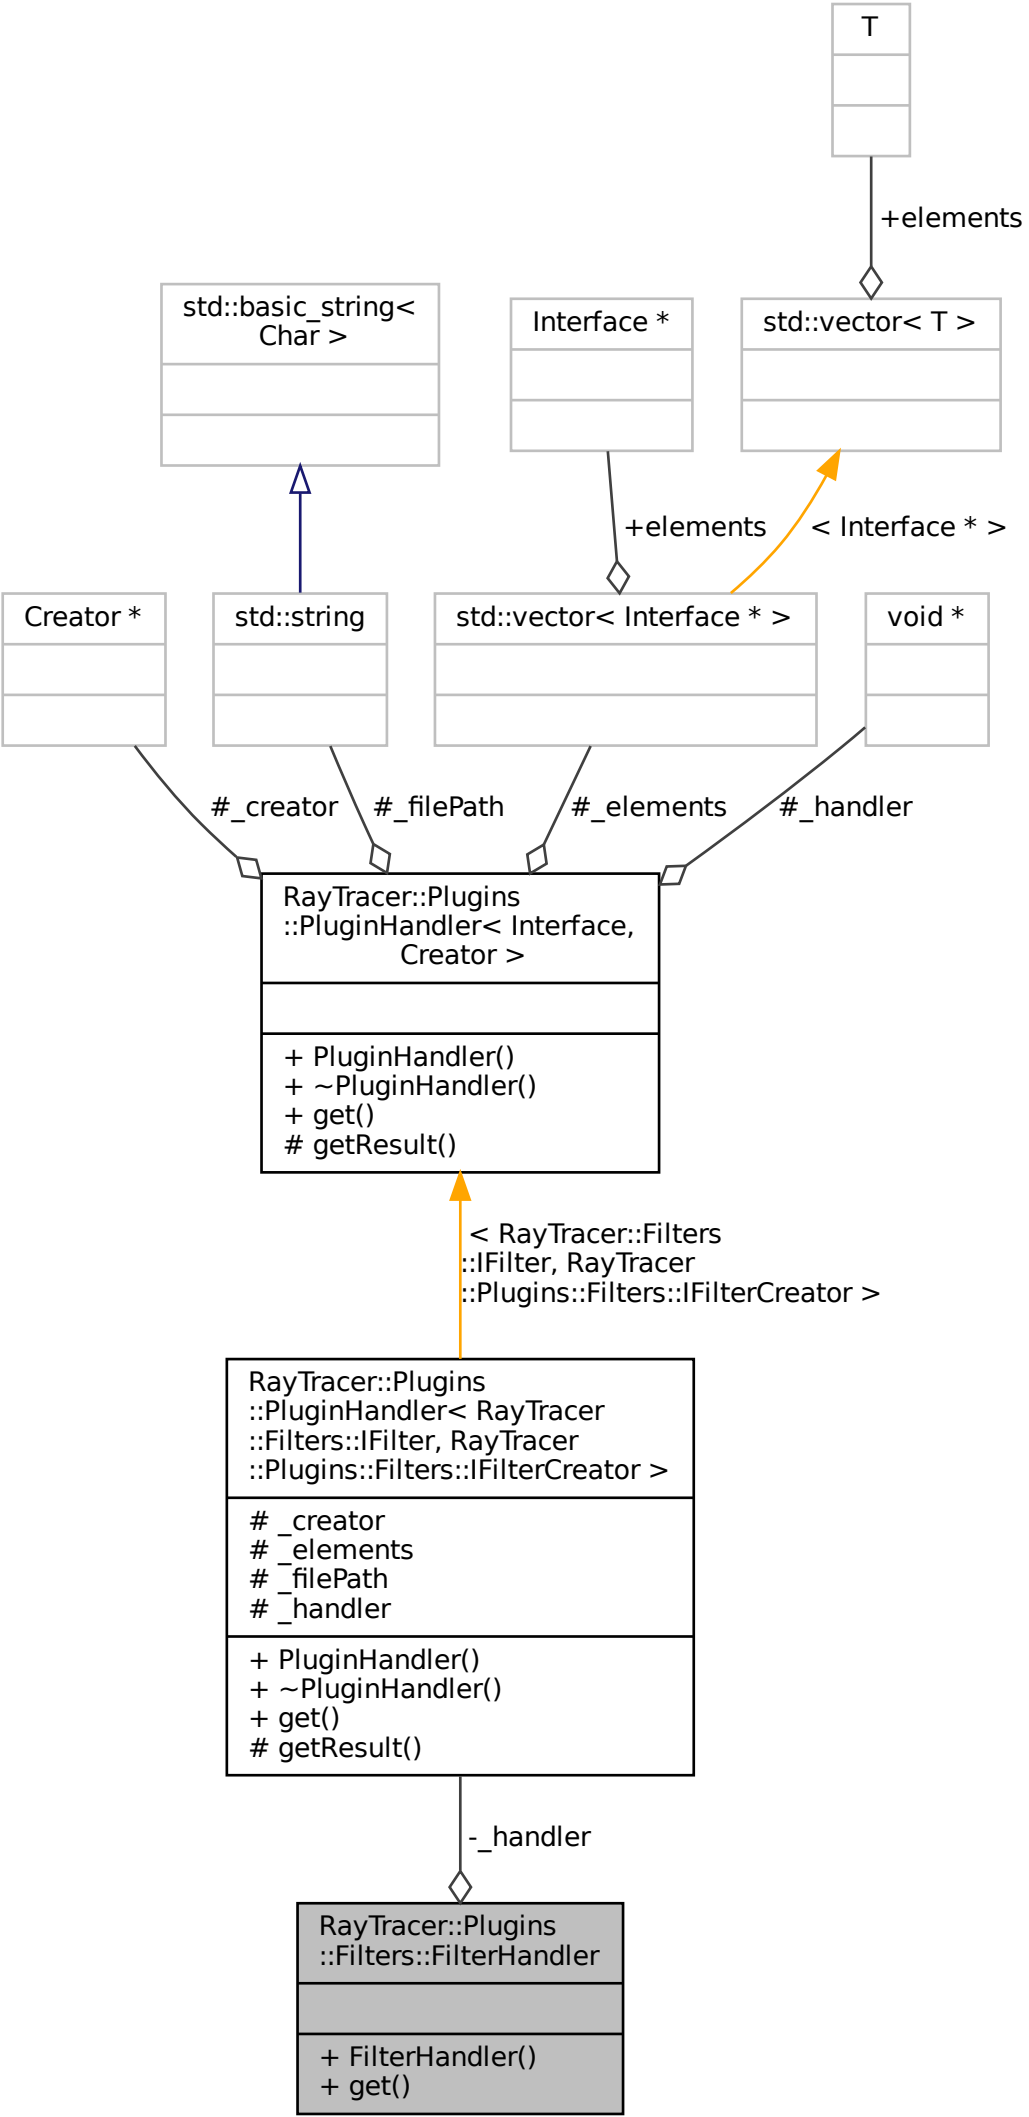 T
+elements
std::basic_string<
Char >
Interface *
std::vector< T >
+elements
< Interface * >
Creator *
std::string
std::vector< Interface * >
void *
#_creator
#_filePath
#_elements
#_handler
RayTracer::Plugins
::PluginHandler< Interface,
Creator >
+ PluginHandler()
+ ~PluginHandler()
+ get()
# getResult()
< RayTracer::Filters
::IFilter, RayTracer
::Plugins::Filters::IFilterCreator >
RayTracer::Plugins
::PluginHandler< RayTracer
::Filters::IFilter, RayTracer
::Plugins::Filters::IFilterCreator >
# _creator
# _elements
# _filePath
# _handler
+ PluginHandler()
+ ~PluginHandler()
+ get()
# getResult()
-_handler
RayTracer::Plugins
::Filters::FilterHandler
+ FilterHandler()
+ get()